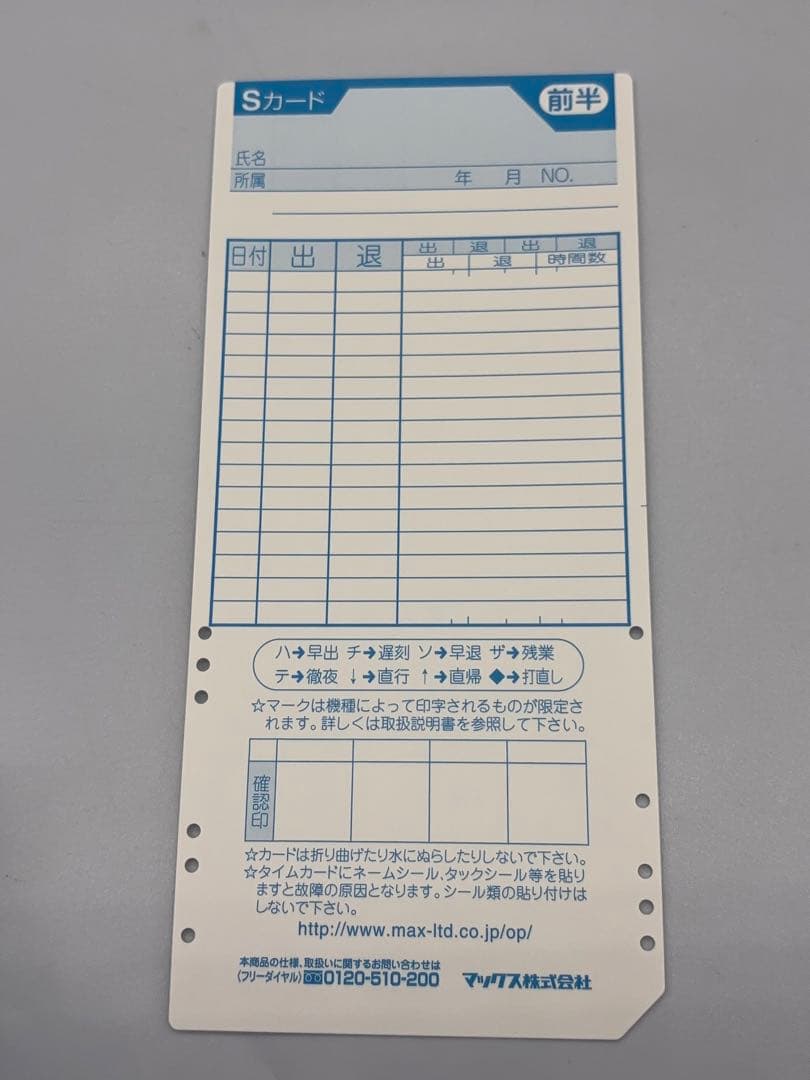 Sカード 前半
氏名
所属 年 月 NO.
日付 出 退 出 退 出 退
出 退 時間数
ハ→早出 チ→遅刻 ソ→早退 ザ→残業
テ→徹夜 ↓→直行 ↑→直帰 ◆→打直し
☆マークは機種によって印字されるものが限定さ
れます。詳しくは取扱説明書を参照して下さい。
確認印
☆カードは折り曲げたり水にぬらしたりしないで下さい。
☆タイムカードにネームシール、タックシール等を貼り
ますと故障の原因となります。シール類の貼り付けは
しないで下さい。
http://www.max-ltd.co.jp/op/
本商品の仕様、取扱いに関するお問い合わせは
(フリーダイヤル) 0120-510-200 マックス株式会社